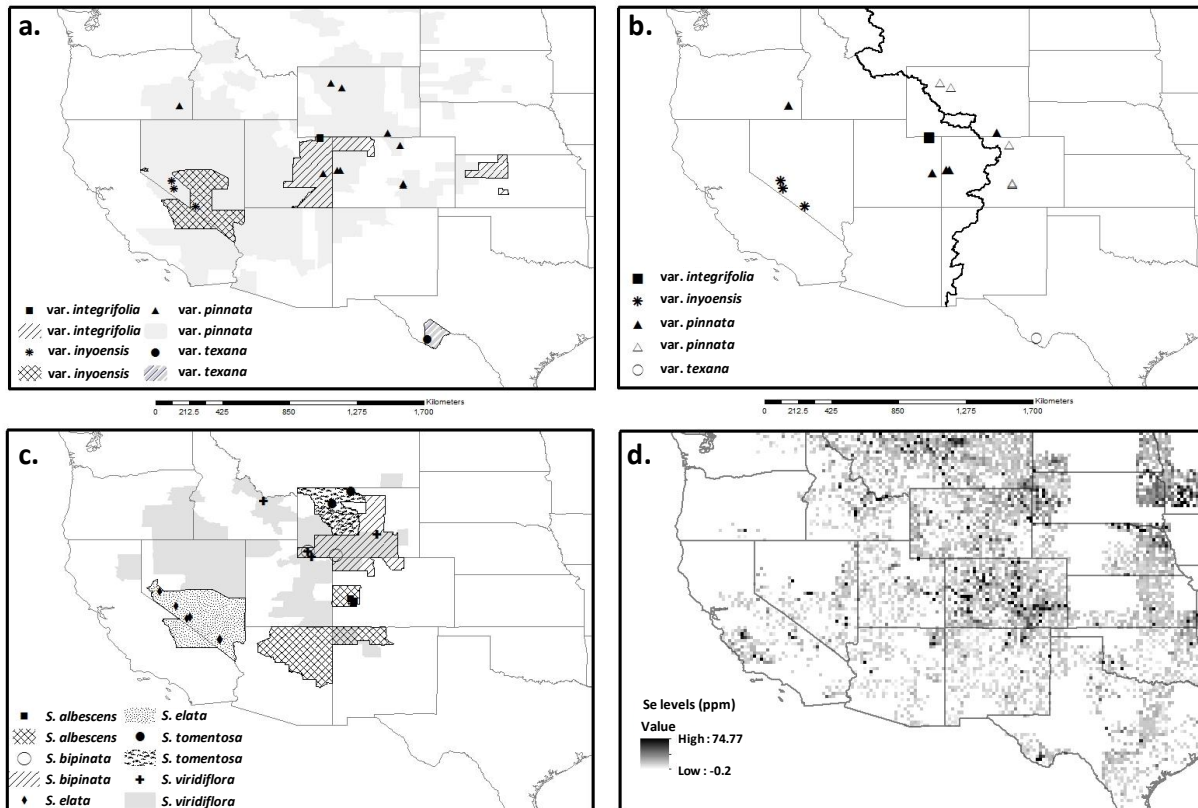 a.
var. integrifolia
var. pinnata
var. integrifolia
var. pinnata
var. inyoensis
var. texana
var. inyoensis
var. texana
b.
var. integrifolia
var. inyoensis
var. pinnata
var. pinnata
var. texana
Kilometers
0 212.5 425 850 1,275 1,700
Kilometers
0 212.5 425 850 1,275 1,700
c.
S. albescens
S. elata
S. albescens
S. tomentosa
S. bipinata
S. tomentosa
S. bipinata
S. viridiflora
S. elata
S. viridiflora
d.
Se levels (ppm)
Value
High : 74.77
Low : -0.2